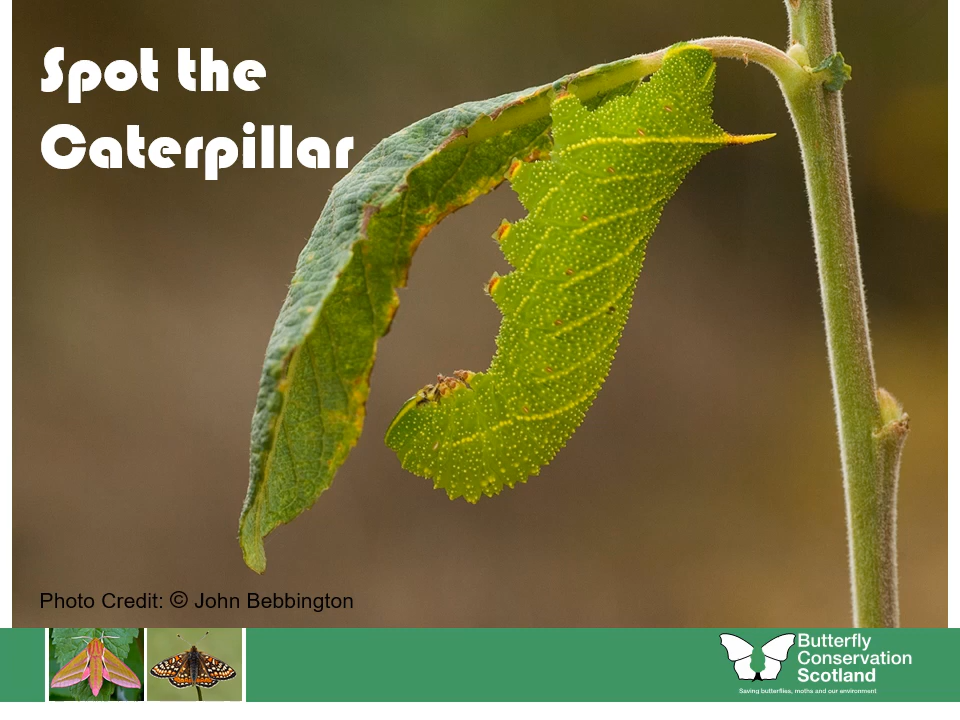 Spot the
Caterpillar
Photo Credit: © John Bebbington
Butterfly
Conservation
Scotland
Saving butterflies, moths and our environment